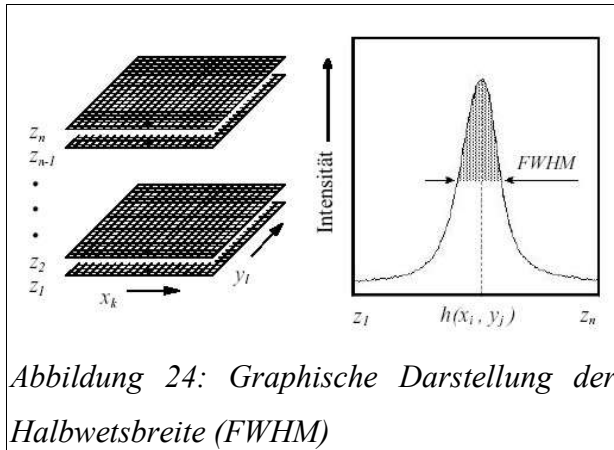 z_n
z_{n-1}
z_2
z_1
x_k
y_l
Intensität
FWHM
z_1
h(x_i, y_j)
z_n
Abbildung 24: Graphische Darstellung der
Halbwetsbreite (FWHM)